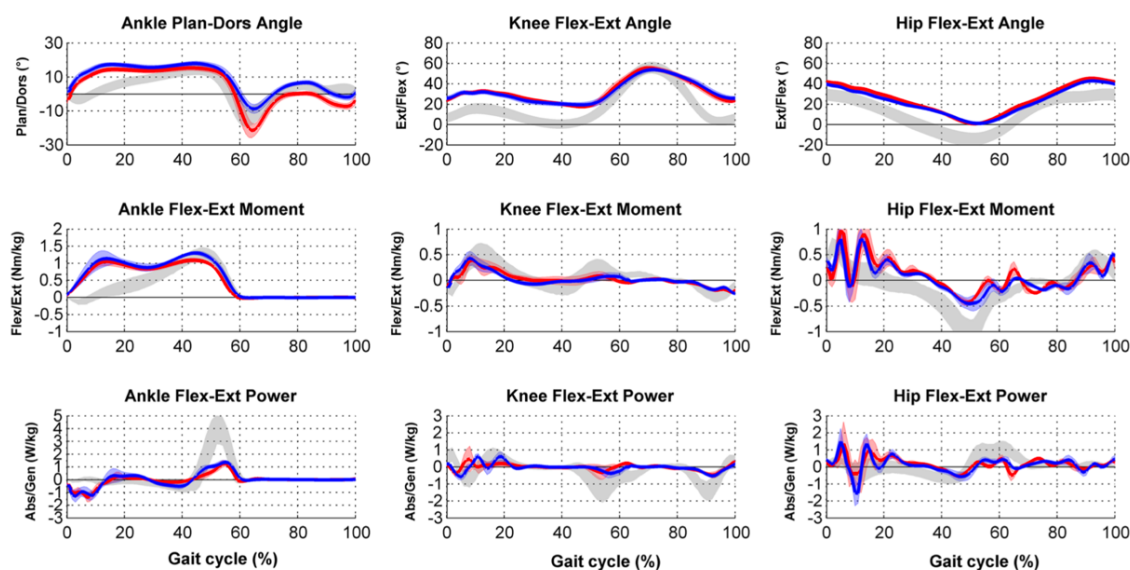 Ankle Plan-Dors Angle
Knee Flex-Ext Angle
Hip Flex-Ext Angle
Plan/Dors (°)
30
10
0
-10
-30
0 20 40 60 80 100
Ext/Flex (°)
80
60
40
20
0
-20
0 20 40 60 80 100
Ext/Flex (°)
80
60
40
20
0
-20
0 20 40 60 80 100
Ankle Flex-Ext Moment
Knee Flex-Ext Moment
Hip Flex-Ext Moment
Flex/Ext (Nm/kg)
2
1.5
1
0.5
0
-0.5
-1
0 20 40 60 80 100
Flex/Ext (Nm/kg)
1
0.5
0
-0.5
-1
0 20 40 60 80 100
Flex/Ext (Nm/kg)
1
0.5
0
-0.5
-1
0 20 40 60 80 100
Ankle Flex-Ext Power
Knee Flex-Ext Power
Hip Flex-Ext Power
Abs/Gen (W/kg)
5
4
3
2
1
0
-1
-2
-3
0 20 40 60 80 100
Gait cycle (%)
Abs/Gen (W/kg)
3
2
1
0
-1
-2
-3
0 20 40 60 80 100
Gait cycle (%)
Abs/Gen (W/kg)
3
2
1
0
-1
-2
-3
0 20 40 60 80 100
Gait cycle (%)